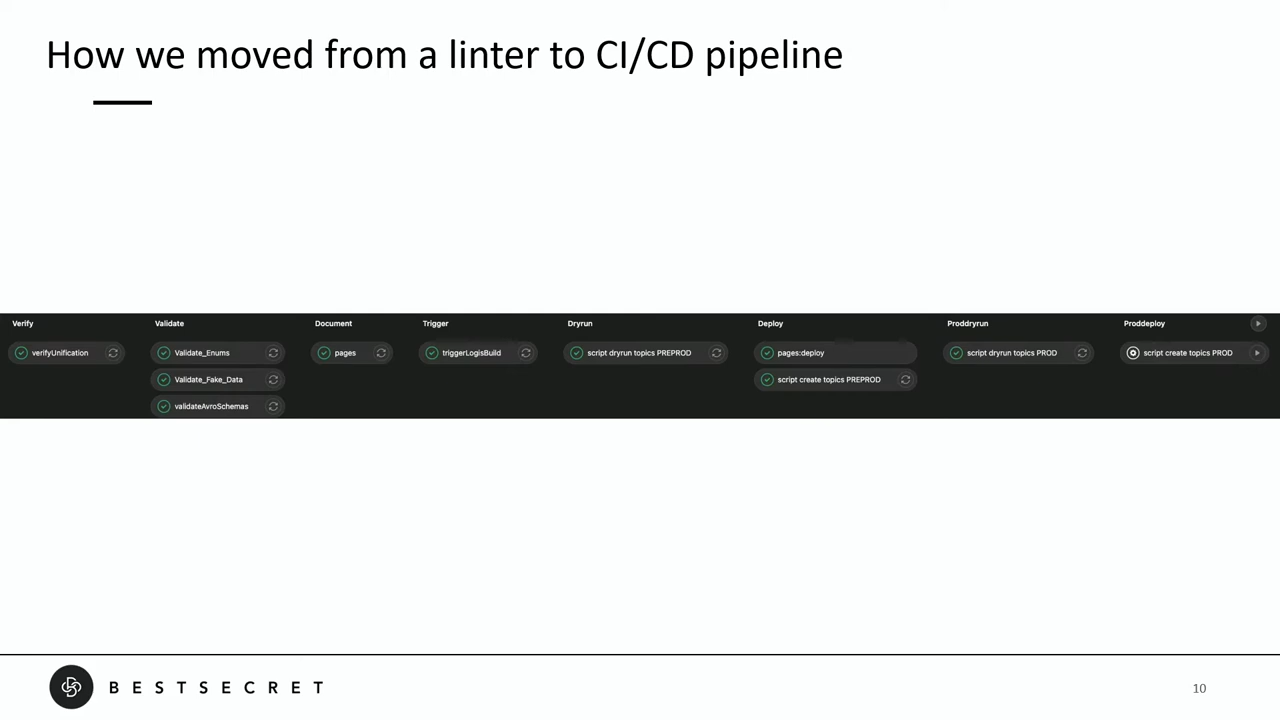 How we moved from a linter to CI/CD pipeline
Verify
verifyUnification
Validate
Validate_Enums
Validate_Fake_Data
validateAvroSchemas
Document
pages
Trigger
triggerLogisBuild
Dryrun
script dryrun topics PREPROD
Deploy
pages:deploy
script create topics PREPROD
Proddryrun
script dryrun topics PROD
Proddeploy
script create topics PROD
BESTSECRET
10